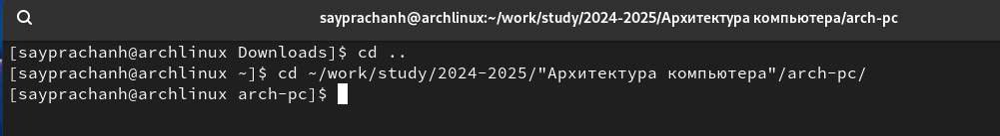 sayprachanh@archlinux:~/work/study/2024-2025/Архитектура компьютера/arch-pc
[sayprachanh@archlinux Downloads]$ cd ..
[sayprachanh@archlinux ~]$ cd ~/work/study/2024-2025/"Архитектура компьютера"/arch-pc/
[sayprachanh@archlinux arch-pc]$